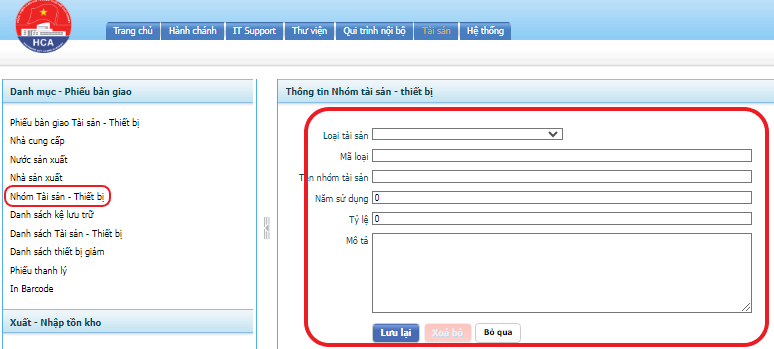 HCA
Trang chủ Hành chánh IT Support Thư viện Qui trình nội bộ Tài sản Hệ thống
Danh mục - Phiếu bàn giao
Phiếu bàn giao Tài sản - Thiết bị
Nhà cung cấp
Nước sản xuất
Nhà sản xuất
Nhóm Tài sản - Thiết bị
Danh sách kệ lưu trữ
Danh sách Tài sản - Thiết bị
Danh sách thiết bị giảm
Phiếu thanh lý
In Barcode
Xuất - Nhập tồn kho
Thông tin Nhóm tài sản - thiết bị
Loại tài sản
Mã loại
Tên nhóm tài sản
Năm sử dụng 0
Tỷ lệ 0
Mô tả
Lưu lại Xoá bỏ Bỏ qua